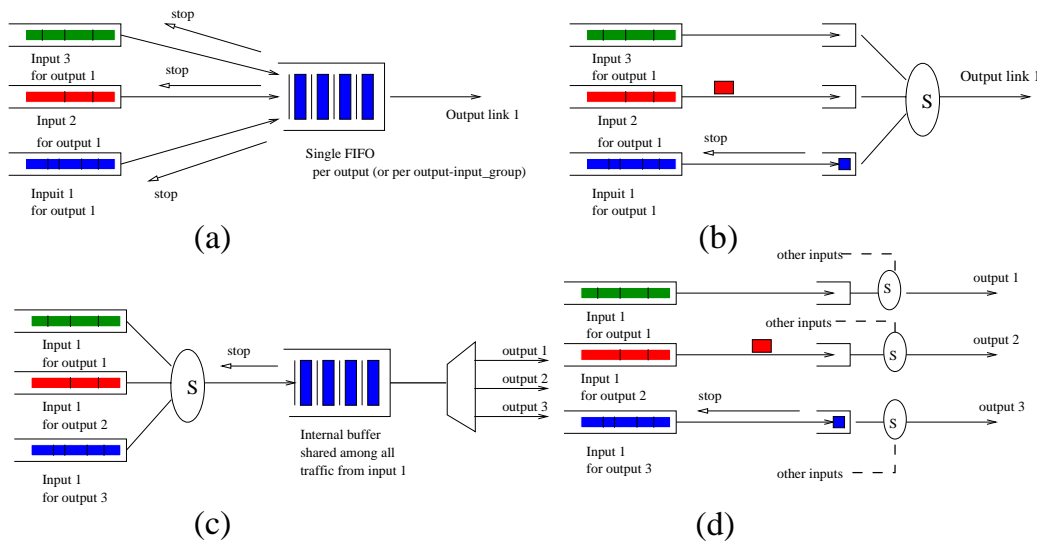 stop
Input 3
for output 1
stop
Input 2
for output 1
stop
Inpuit 1
for output 1
Output link 1
Single FIFO
per output (or per output-input_group)
(a)
Input 3
for output 1
Input 2
for output 1
stop
Input1 1
for output 1
S
Output link 1
(b)
Input 1
for output 1
Input 1
for output 2
Input 1
for output 3
S
stop
Internal buffer
shared among all
traffic from input 1
output 1
output 2
output 3
(c)
other inputs
S
output 1
Input 1
for output 1
other inputs
S
output 2
Input 1
for output 2
stop
S
output 3
Input 1
for output 3
other inputs
(d)